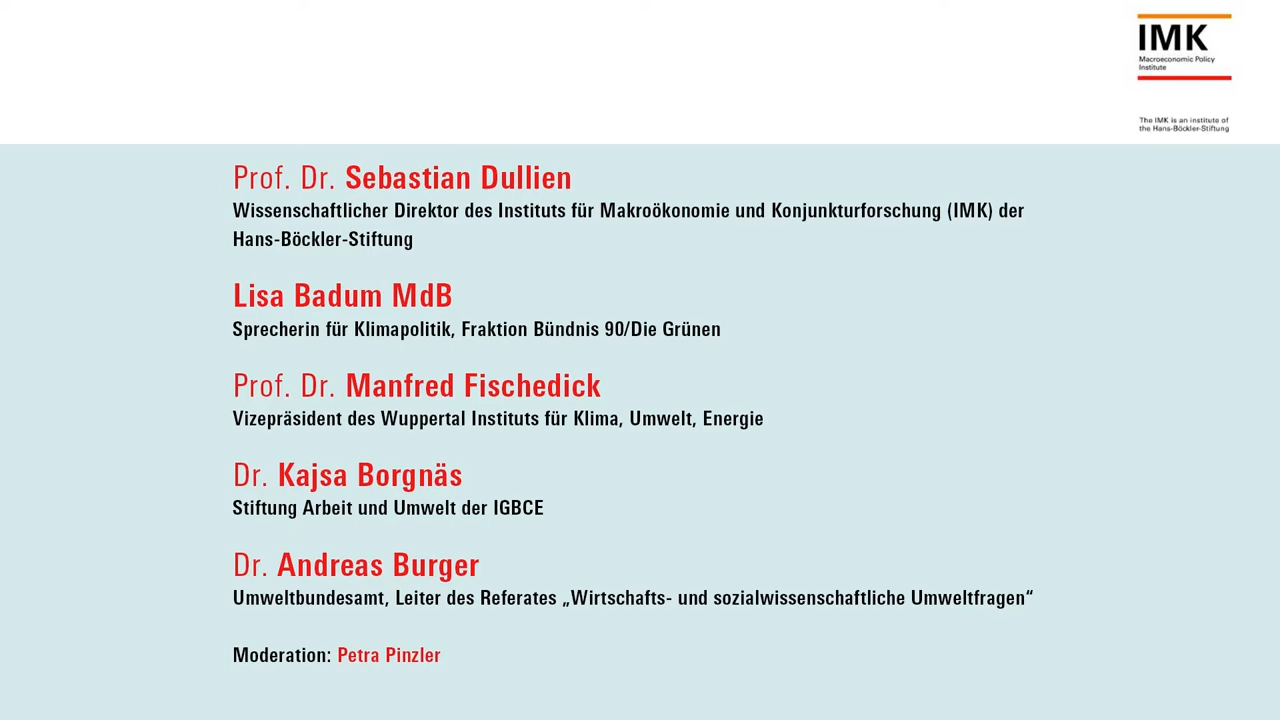 IMK
Macroeconomic Policy
Institute
The IMK is an institute of
the Hans-Böckler-Stiftung
Prof. Dr. Sebastian Dullien
Wissenschaftlicher Direktor des Instituts für Makroökonomie und Konjunkturforschung (IMK) der
Hans-Böckler-Stiftung
Lisa Badum MdB
Sprecherin für Klimapolitik, Fraktion Bündnis 90/Die Grünen
Prof. Dr. Manfred Fischedick
Vizepräsident des Wuppertal Instituts für Klima, Umwelt, Energie
Dr. Kajsa Borgnäs
Stiftung Arbeit und Umwelt der IGBCE
Dr. Andreas Burger
Umweltbundesamt, Leiter des Referates „Wirtschafts- und sozialwissenschaftliche Umweltfragen“
Moderation: Petra Pinzler